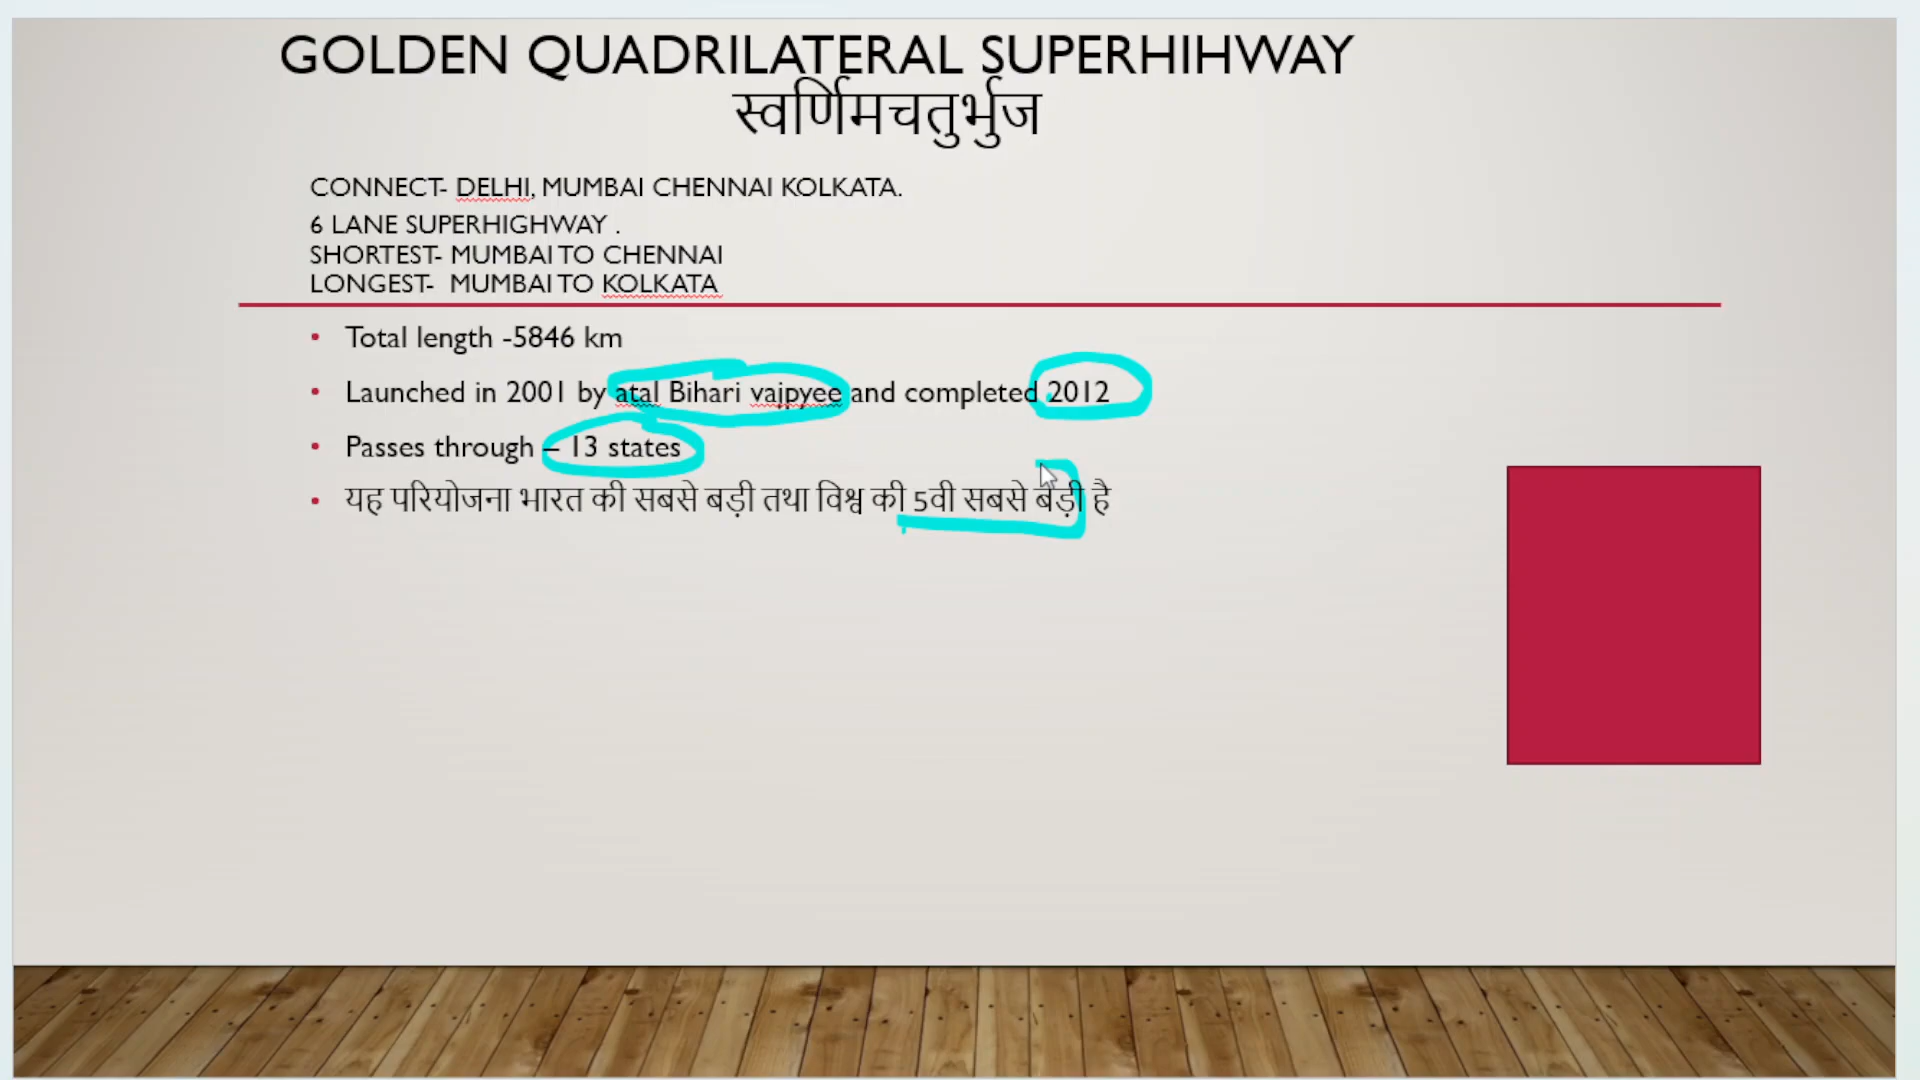 GOLDEN QUADRILATERAL SUPERHIHWAY
स्वर्णिमचतुर्भुज
CONNECT- DELHI, MUMBAI CHENNAI KOLKATA.
6 LANE SUPERHIGHWAY .
SHORTEST- MUMBAI TO CHENNAI
LONGEST- MUMBAI TO KOLKATA
• Total length -5846 km
• Launched in 2001 by atal Bihari vajpyee and completed 2012
• Passes through – 13 states
• यह परियोजना भारत की सबसे बड़ी तथा विश्व की 5वी सबसे बड़ी है